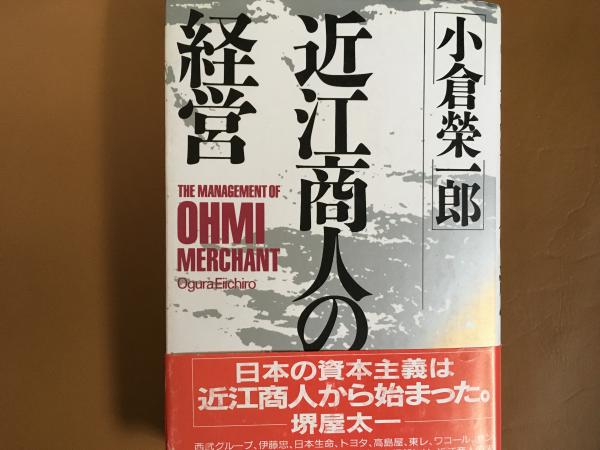 小倉榮一郎
近江商人の
経営
THE MANAGEMENT OF
OHMI
MERCHANT
Ogura Eiichiro
日本の資本主義は
近江商人から始まった。
堺屋太一
西武グループ、伊藤忠、日本生命、トヨタ、高島屋、東レ、ワコール、